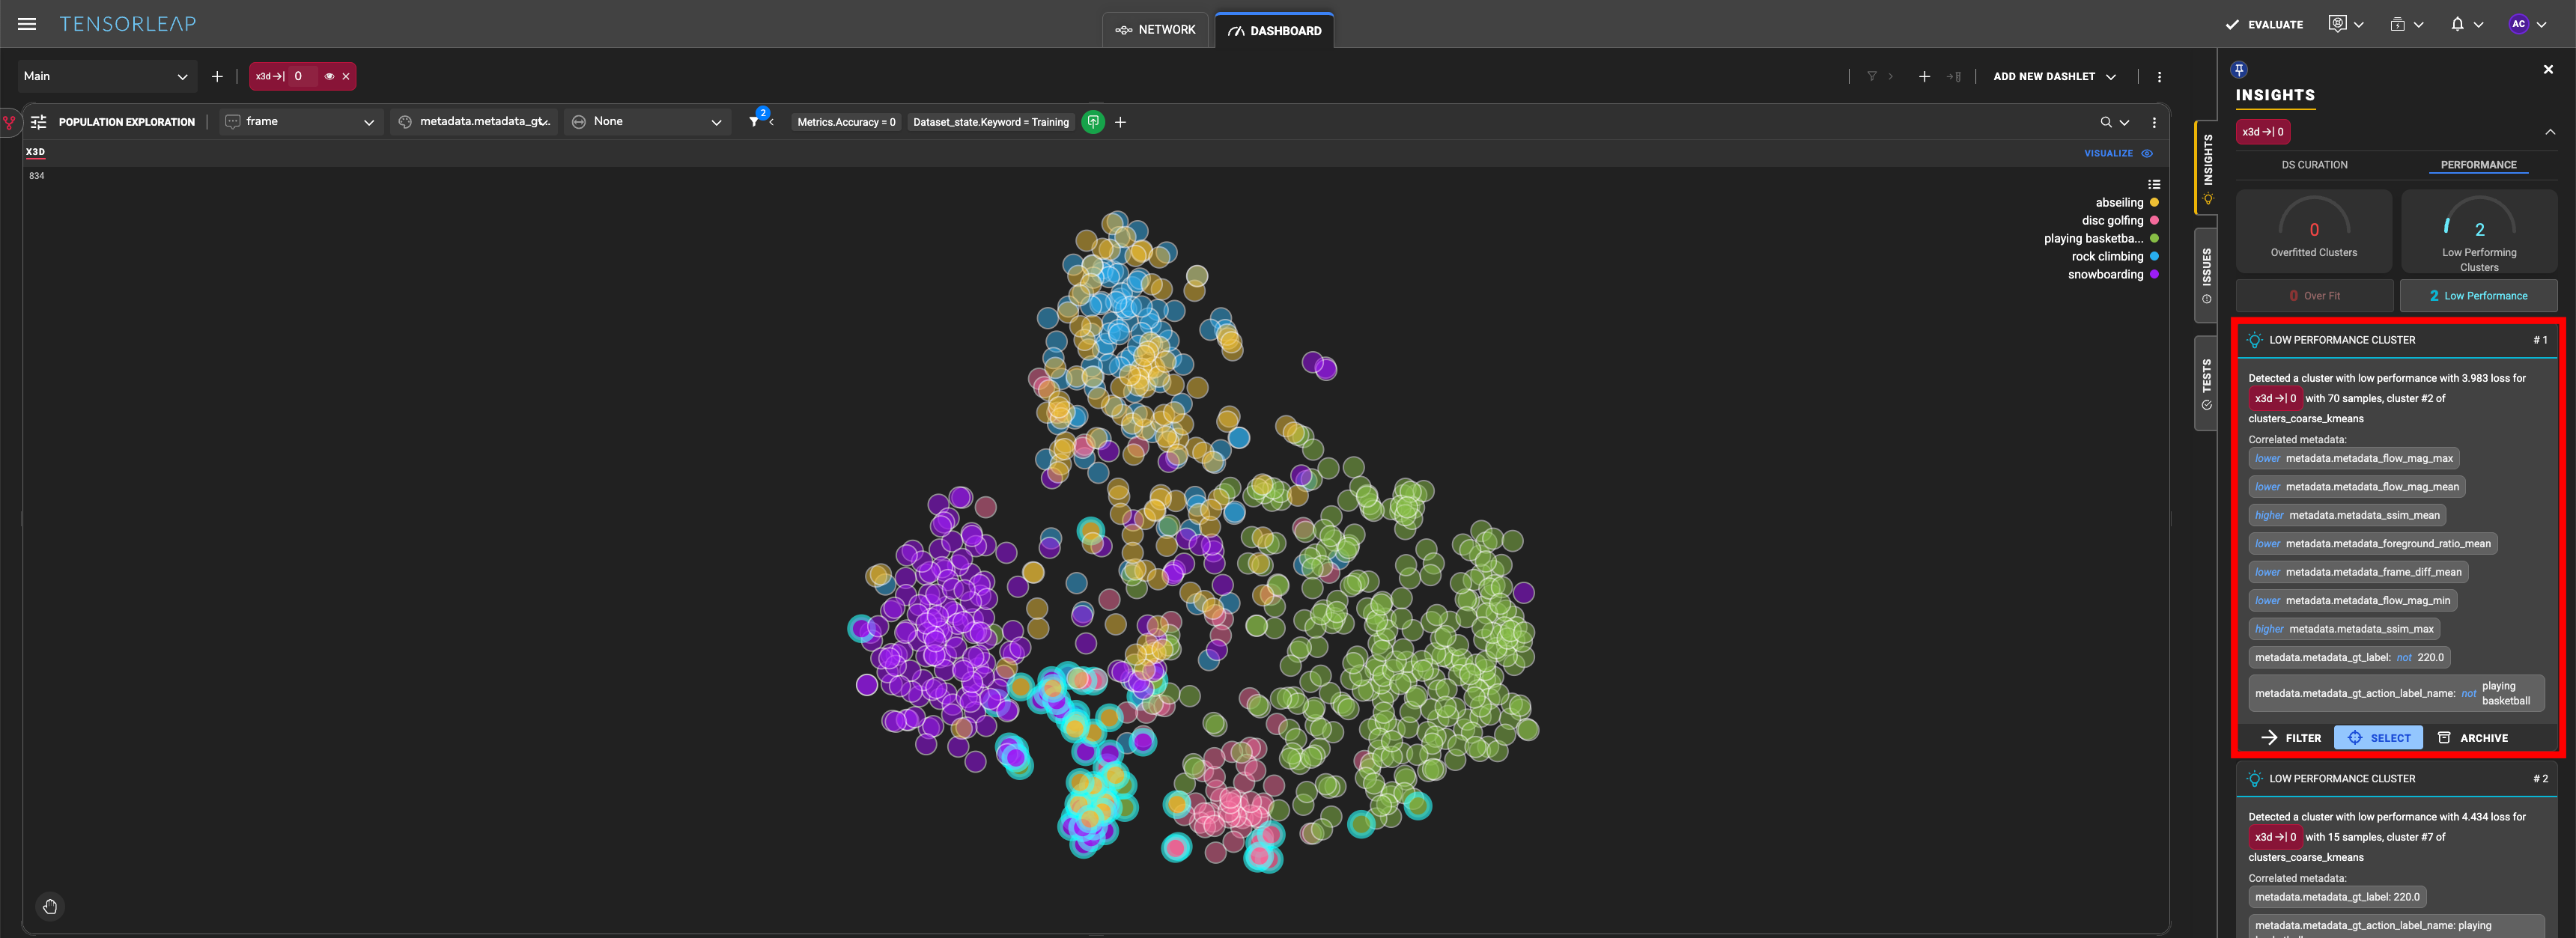 TENSORLEAP
NETWORK
DASHBOARD
EVALUATE
AC
Main
x3d 0
ADD NEW DASHLET
POPULATION EXPLORATION
frame
metadata.metadata_gt..
None
2
Metrics.Accuracy = 0
Dataset_state.Keyword = Training
X3D
VISUALIZE
834
abseiling
disc golfing
playing basketba...
rock climbing
snowboarding
INSIGHTS
ISSUES
TESTS
INSIGHTS
x3d 0
DS CURATION
PERFORMANCE
0
Overfitted Clusters
2
Low Performing
Clusters
0 Over Fit
2 Low Performance
LOW PERFORMANCE CLUSTER # 1
Detected a cluster with low performance with 3.983 loss for
x3d 0 with 70 samples, cluster #2 of
clusters_coarse_kmeans
Correlated metadata:
lower metadata.metadata_flow_mag_max
lower metadata.metadata_flow_mag_mean
higher metadata.metadata_ssim_mean
lower metadata.metadata_foreground_ratio_mean
lower metadata.metadata_frame_diff_mean
lower metadata.metadata_flow_mag_min
higher metadata.metadata_ssim_max
metadata.metadata_gt_label: not 220.0
metadata.metadata_gt_action_label_name: not playing
basketball
FILTER
SELECT
ARCHIVE
LOW PERFORMANCE CLUSTER # 2
Detected a cluster with low performance with 4.434 loss for
x3d 0 with 15 samples, cluster #7 of
clusters_coarse_kmeans
Correlated metadata:
metadata.metadata_gt_label: 220.0
metadata.metadata_gt_action_label_name: playing